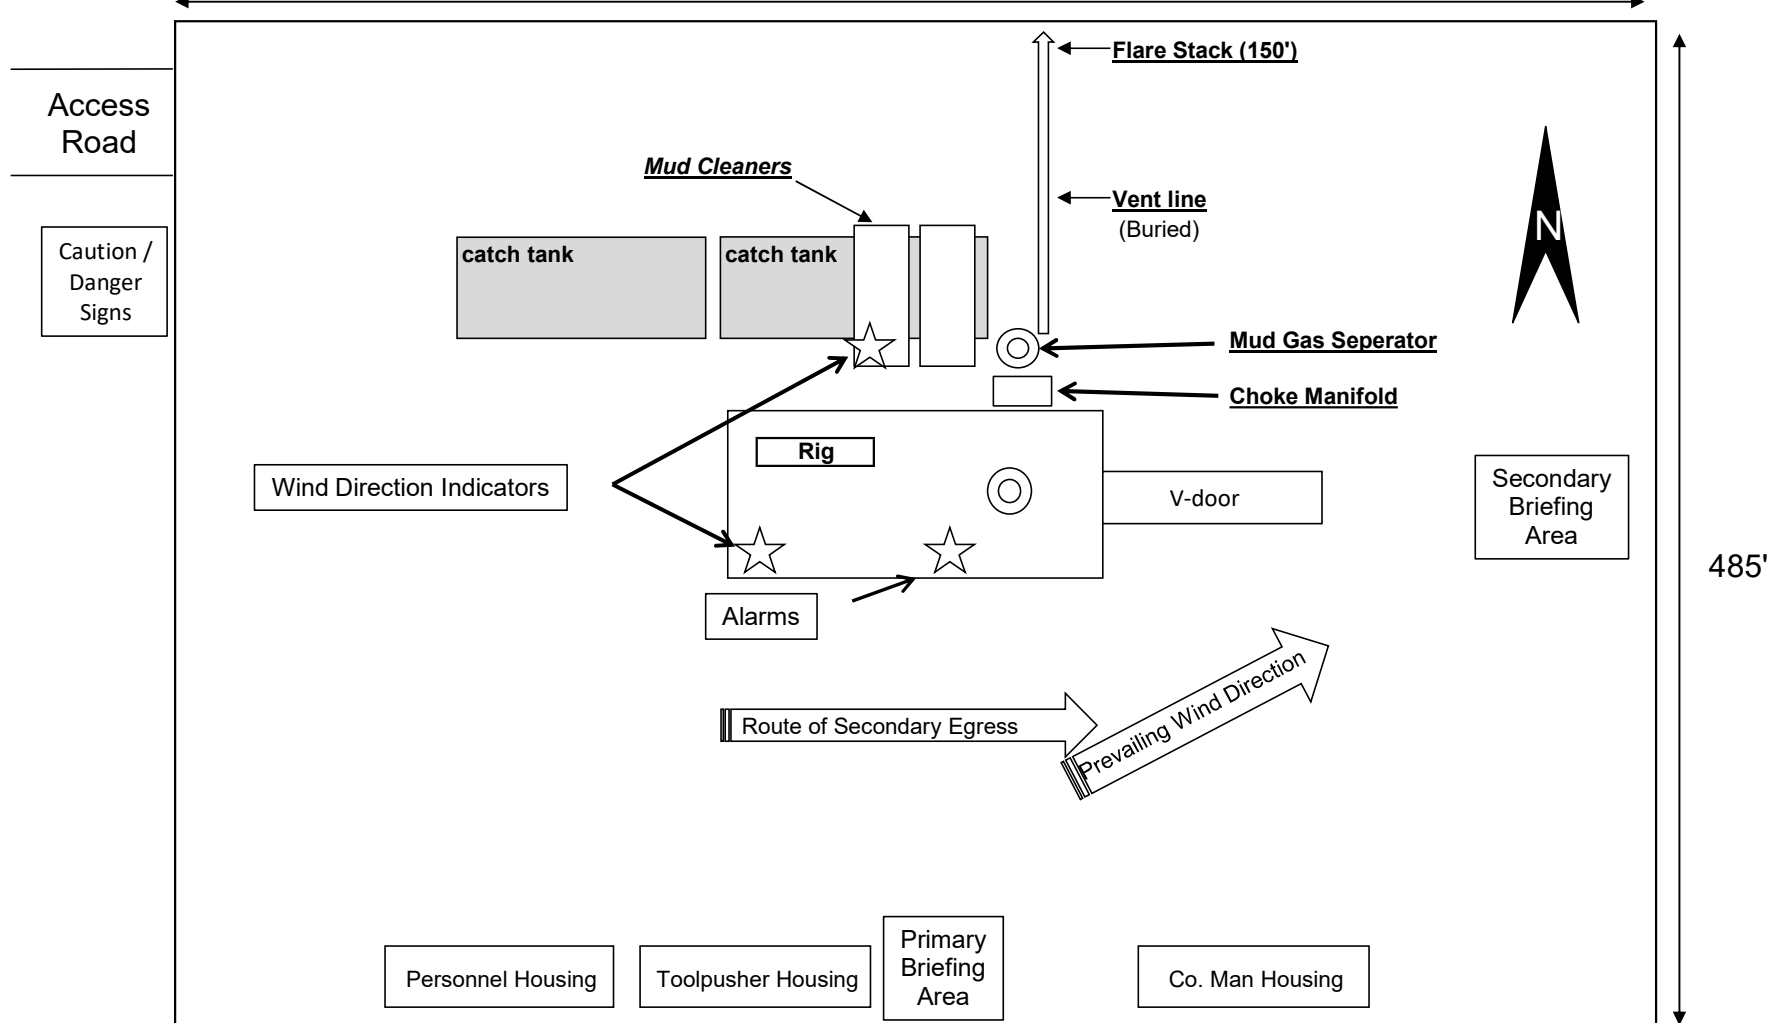 Flare Stack (150')
Access
Road
Mud Cleaners
Vent line
(Buried)
N
Caution /
Danger
Signs
catch tank
catch tank
Mud Gas Seperator
Choke Manifold
Rig
Wind Direction Indicators
V-door
Secondary
Briefing
Area
485'
Alarms
Route of Secondary Egress
Prevailing Wind Direction
Primary
Briefing
Area
Personnel Housing
Toolpusher Housing
Co. Man Housing